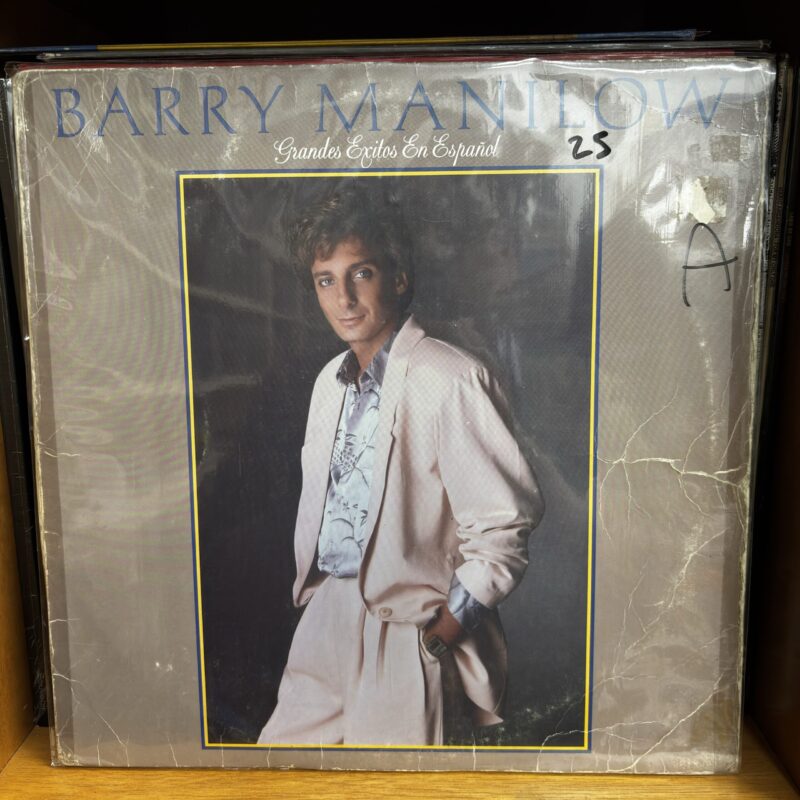 BARRY MANILOW
Grandes Exitos En Español
25
A